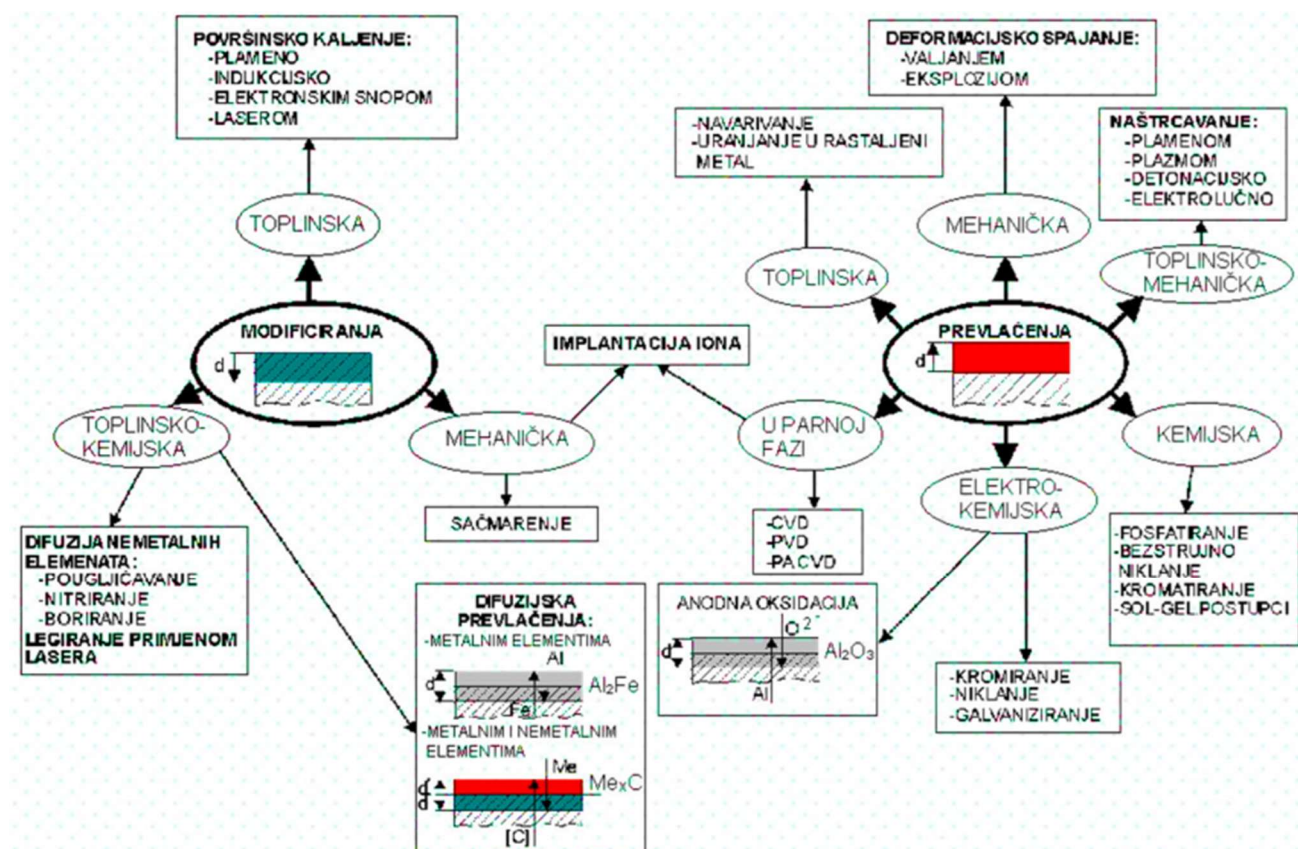 POVRŠINSKO KALJENJE:
-PLAMENO
-INDUKCIJSKO
-ELEKTRONSKIM SNOPOM
-LASEROM
TOPLINSKA
MODIFICIRANJA
d
TOPLINSKO-
KEMIJSKA
MEHANIČKA
SAČMARENJE
DIFUZIJA NEMETALNIH
ELEMENATA:
-POUGLJIČAVANJE
-NITRIRANJE
-BORIRANJE
LEGIRANJE PRIMJENOM
LASERA
DIFUZIJSKA
PREVLAČENJA:
-METALNIM ELEMENTIMA
Al
d
Al₂Fe
Fe
-METALNIM I NEMETALNIM
ELEMENTIMA
Me
d
MeₓC
d
[C]
IMPLANTACIJA IONA
DEFORMACIJSKO SPAJANJE:
-VALJANJEM
-EKSPLOZIJOM
-NAVARIVANJE
-URANJANJE U RASTALJENI
METAL
NAŠTRCAVANJE:
-PLAMENOM
-PLAZMOM
-DETONACIJSKO
-ELEKTROLUČNO
MEHANIČKA
TOPLINSKA
TOPLINSKO-
MEHANIČKA
PREVLAČENJA
d
U PARNOJ
FAZI
ELEKTRO-
KEMIJSKA
KEMIJSKA
-CVD
-PVD
-PACVD
ANODNA OKSIDACIJA
O²⁻
d
Al₂O₃
Al
-KROMIRANJE
-NIKLANJE
-GALVANIZIRANJE
-FOSFATIRANJE
-BEZSTRUJNO
NIKLANJE
-KROMATIRANJE
-SOL-GEL POSTUPCI